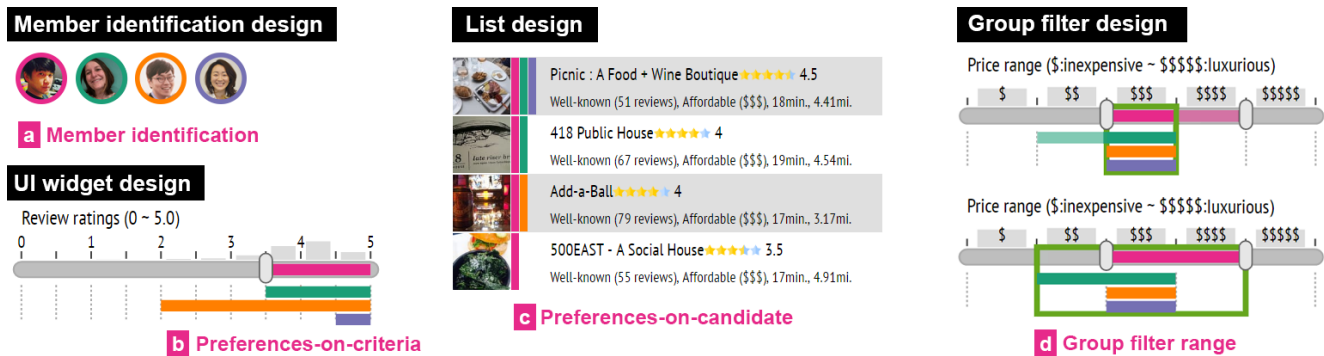 Member identification design
a Member identification
UI widget design
Review ratings (0 ~ 5.0)
0 1 2 3 4 5
b Preferences-on-criteria
List design
Picnic : A Food + Wine Boutique 4.5
Well-known (51 reviews), Affordable ($$$), 18min., 4.41mi.
418 Public House 4
Well-known (67 reviews), Affordable ($$$), 19min., 4.54mi.
Add-a-Ball 4
Well-known (79 reviews), Affordable ($$$), 17min., 3.17mi.
500EAST - A Social House 3.5
Well-known (55 reviews), Affordable ($$$), 17min., 4.91mi.
c Preferences-on-candidate
Group filter design
Price range ($:inexpensive ~ $$$$$:luxurious)
$ $$ $$$ $$$$ $$$$$
Price range ($:inexpensive ~ $$$$$:luxurious)
$ $$ $$$ $$$$ $$$$$
d Group filter range